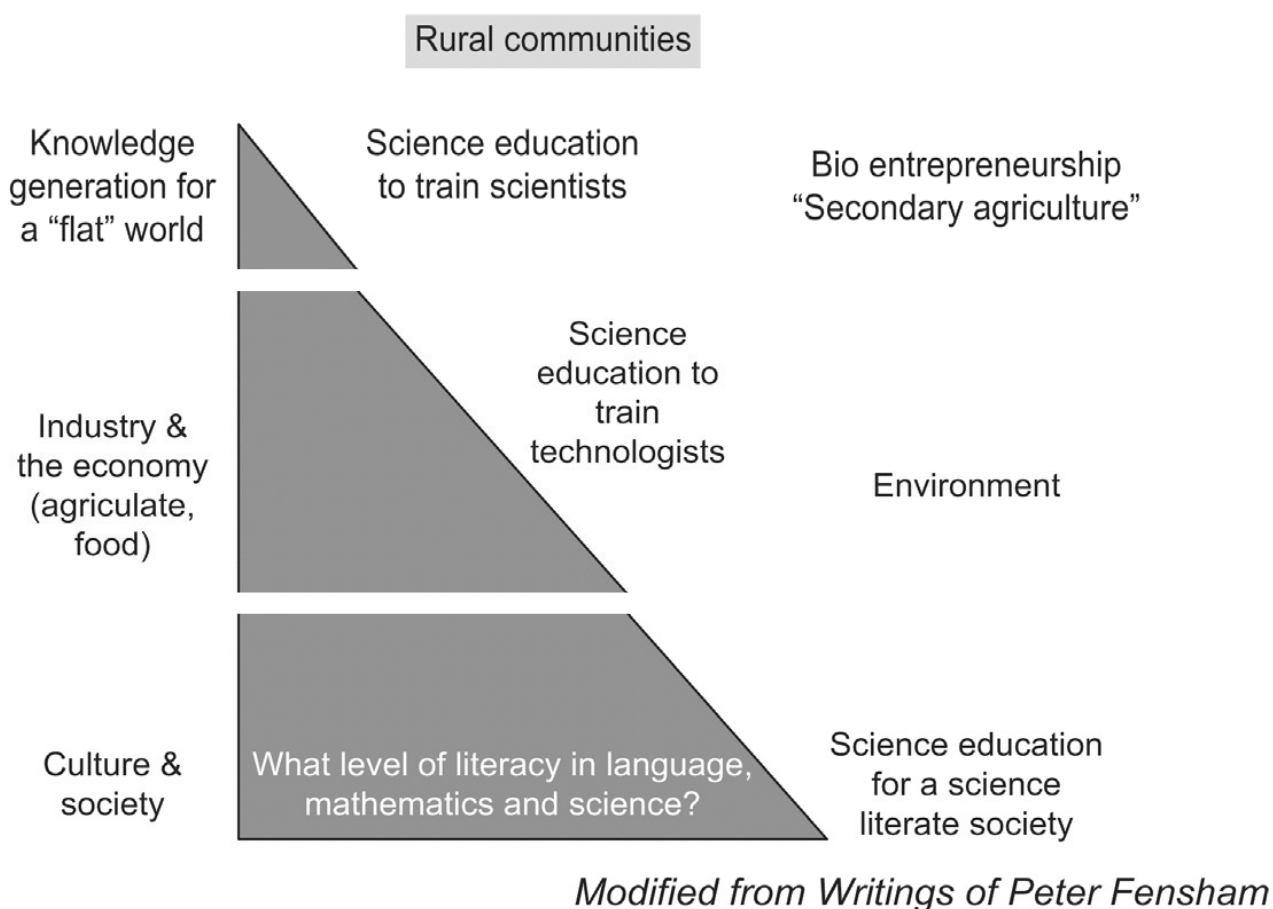 Rural communities
Knowledge
generation for
a “flat” world
Science education
to train scientists
Bio entrepreneurship
“Secondary agriculture”
Industry &
the economy
(agriculate,
food)
Science
education to
train
technologists
Environment
Culture &
society
What level of literacy in language,
mathematics and science?
Science education
for a science
literate society
Modified from Writings of Peter Fensham